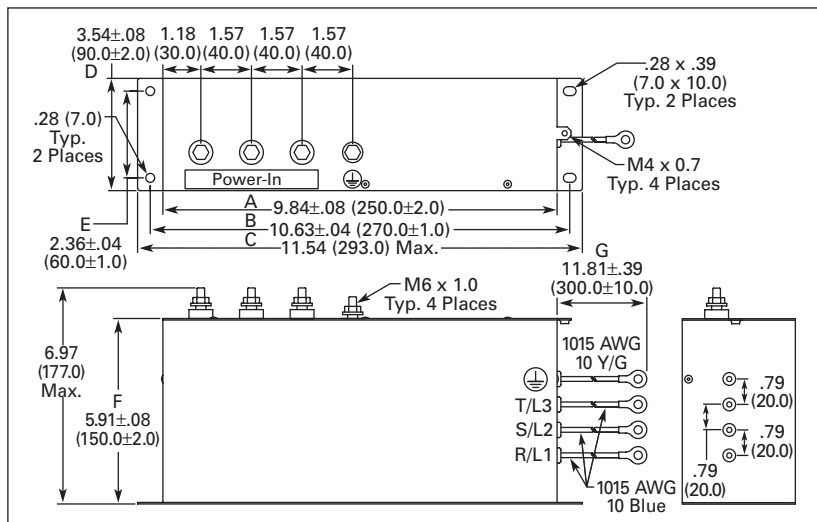 3.54±.08
(90.0±2.0)
D
1.18
(30.0)
1.57
(40.0)
1.57
(40.0)
1.57
(40.0)
.28 x .39
(7.0 x 10.0)
Typ. 2 Places
.28 (7.0)
Typ.
2 Places
Power-In
M4 x 0.7
Typ. 4 Places
E
2.36±.04
(60.0±1.0)
A
9.84±.08 (250.0±2.0)
B
10.63±.04 (270.0±1.0)
C
11.54 (293.0) Max.
G
11.81±.39
(300.0±10.0)
M6 x 1.0
Typ. 4 Places
6.97
(177.0)
Max.
F
5.91±.08
(150.0±2.0)
1015 AWG
10 Y/G
T/L3
S/L2
R/L1
1015 AWG
10 Blue
.79
(20.0)
.79
(20.0)
.79
(20.0)